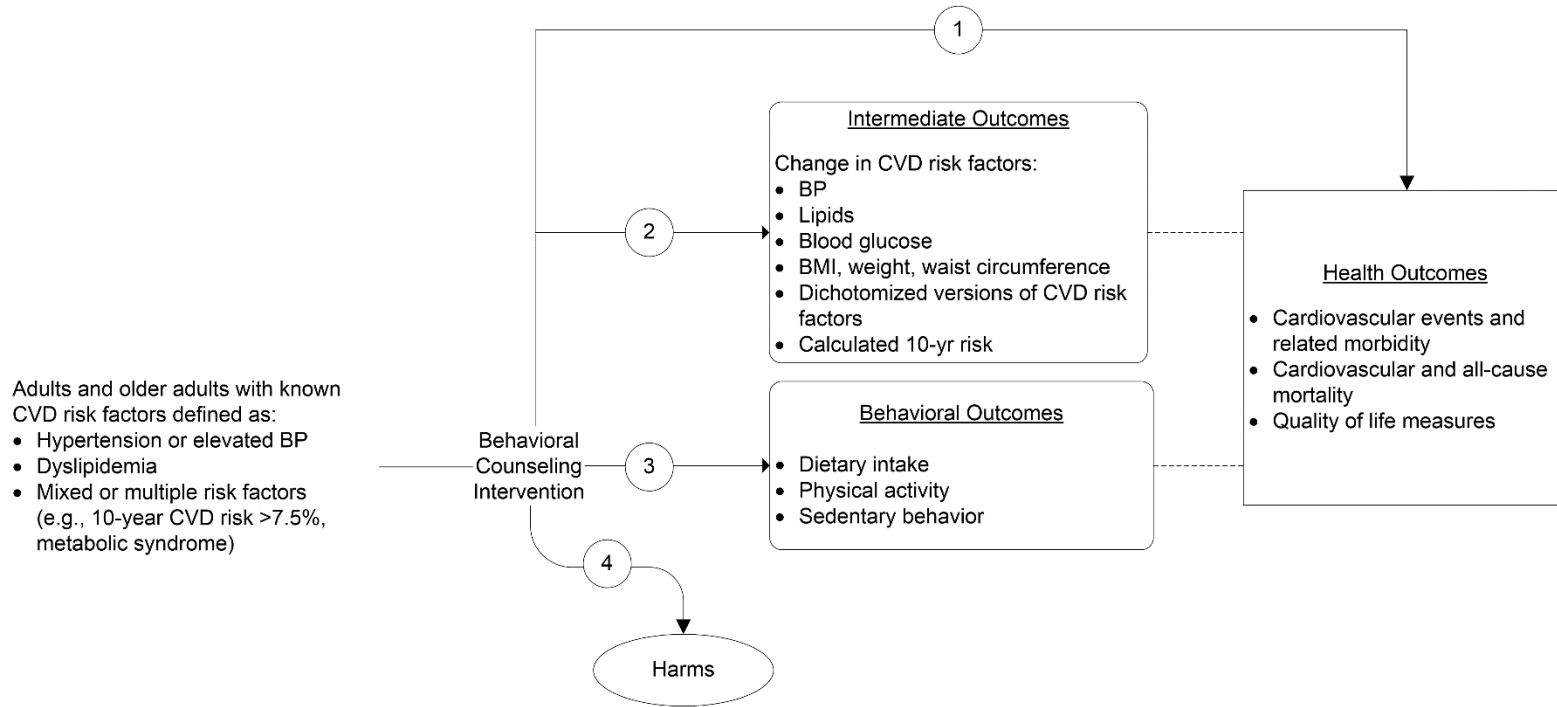 1
Intermediate Outcomes
Change in CVD risk factors:
• BP
• Lipids
• Blood glucose
• BMI, weight, waist circumference
• Dichotomized versions of CVD risk
factors
• Calculated 10-yr risk
2
Health Outcomes
• Cardiovascular events and
related morbidity
• Cardiovascular and all-cause
mortality
• Quality of life measures
Adults and older adults with known
CVD risk factors defined as:
• Hypertension or elevated BP
• Dyslipidemia
• Mixed or multiple risk factors
(e.g., 10-year CVD risk >7.5%,
metabolic syndrome)
Behavioral
Counseling
Intervention
3
Behavioral Outcomes
• Dietary intake
• Physical activity
• Sedentary behavior
4
Harms